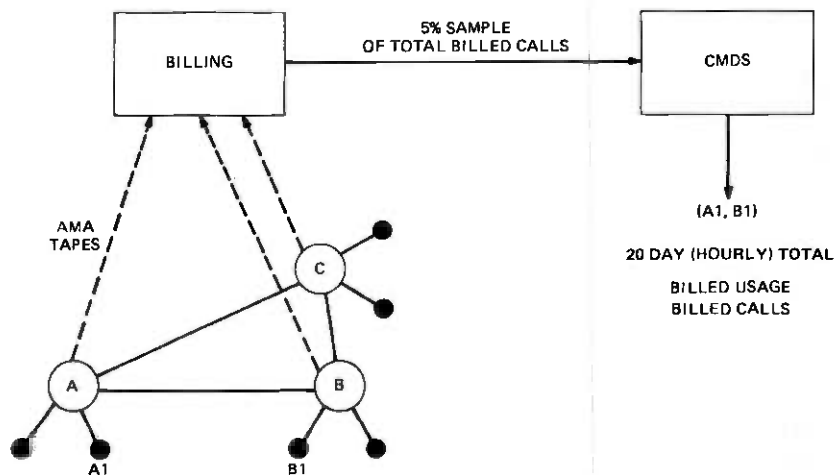 5% SAMPLE
OF TOTAL BILLED CALLS
BILLING
CMDS
AMA
TAPES
(A1, B1)
20 DAY (HOURLY) TOTAL
BILLED USAGE
BILLED CALLS
C
A
B
A1
B1